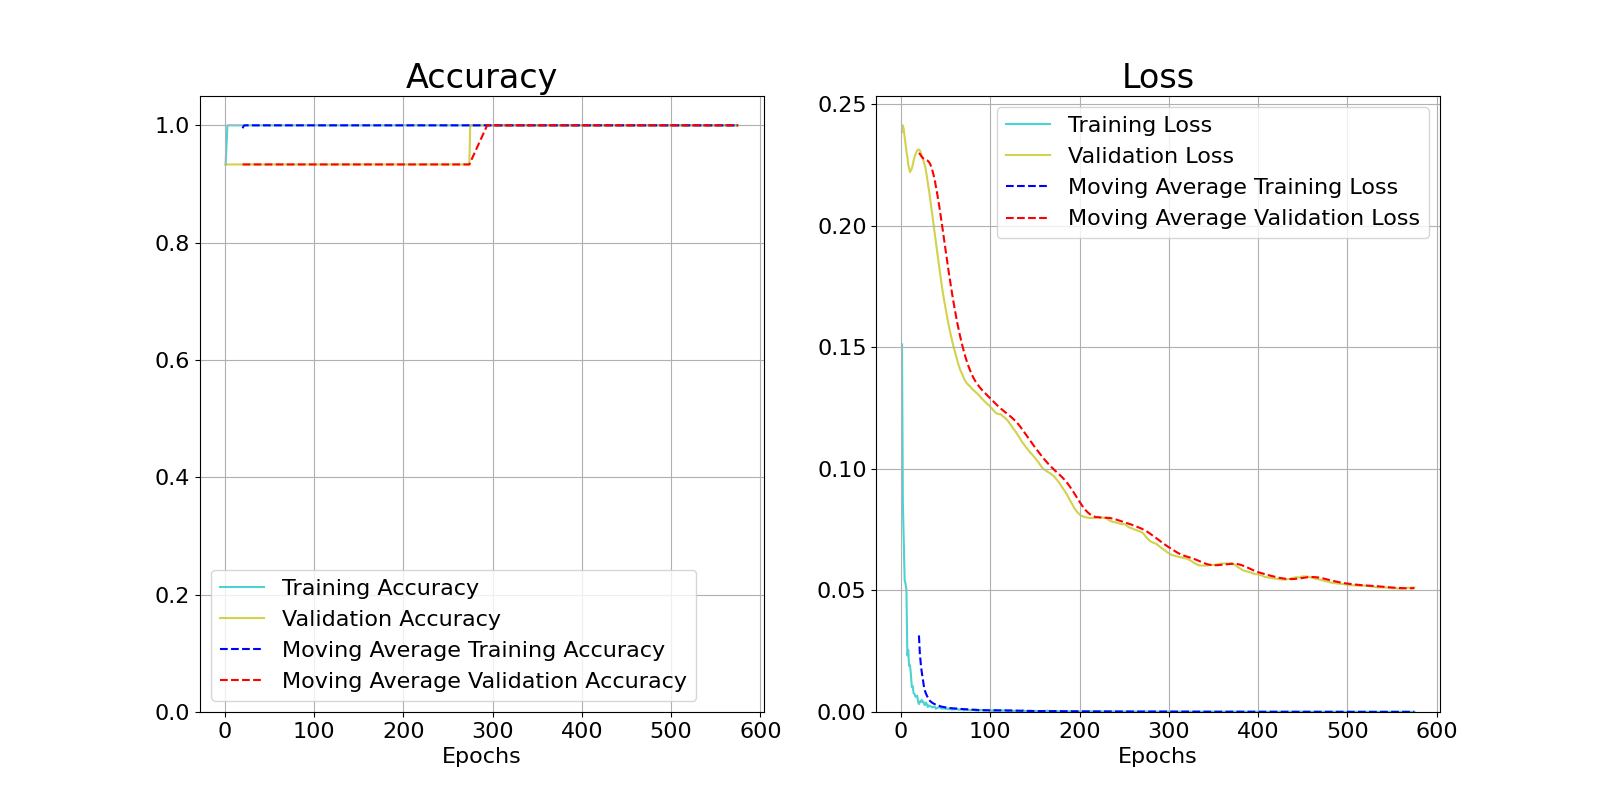 Accuracy
1.0
0.8
0.6
0.4
0.2
0.0
Training Accuracy
Validation Accuracy
Moving Average Training Accuracy
Moving Average Validation Accuracy
0 100 200 300 400 500 600
Epochs
Loss
0.25
0.20
0.15
0.10
0.05
0.00
Training Loss
Validation Loss
Moving Average Training Loss
Moving Average Validation Loss
0 100 200 300 400 500 600
Epochs